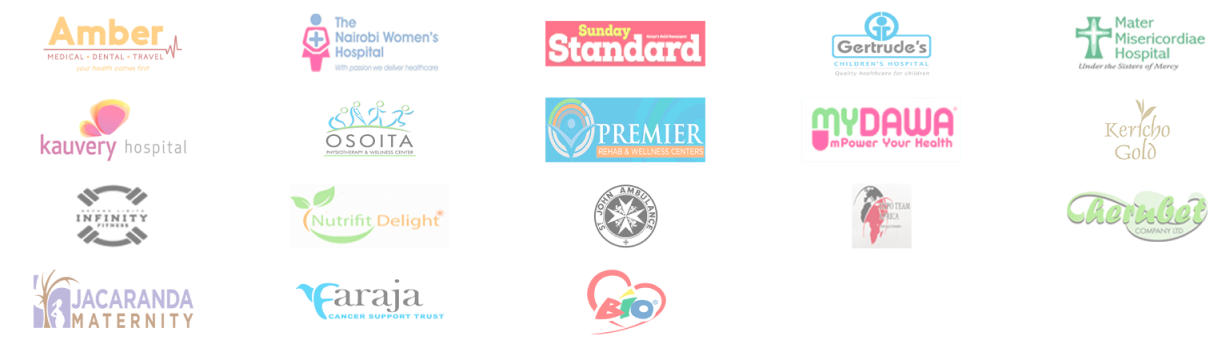 Amber
MEDICAL • DENTAL • TRAVEL
your health comes first
The
Nairobi Women's
Hospital
With passion we deliver healthcare
Sunday
Standard
Gertrude's
CHILDREN'S HOSPITAL
Quality healthcare for children
Mater
Misericordiae
Hospital
Under the Sisters of Mercy
kauvery hospital
OSOITA
PHYSIOTHERAPY & WELLNESS CENTER
PREMIER
REHAB & WELLNESS CENTERS
MYDAWA
mPower Your Health
Kericho
Gold
INFINITY
FITNESS
Nutrifit Delight
ST JOHN AMBULANCE
TEAM
Cherubet
COMPANY LTD
JACARANDA
MATERNITY
Faraja
CANCER SUPPORT TRUST
BIO